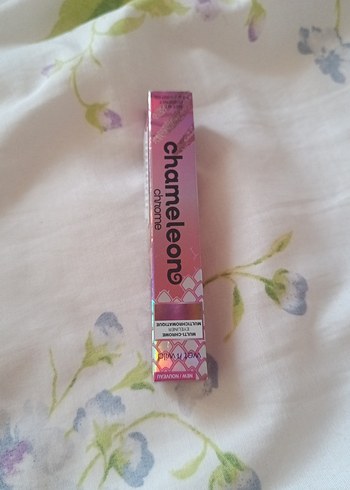 chameleon
chrome
MULTI-CHROME
EYELINER
MULTICHROMATIQUE
wet n wild
NEW / NOUVEAU